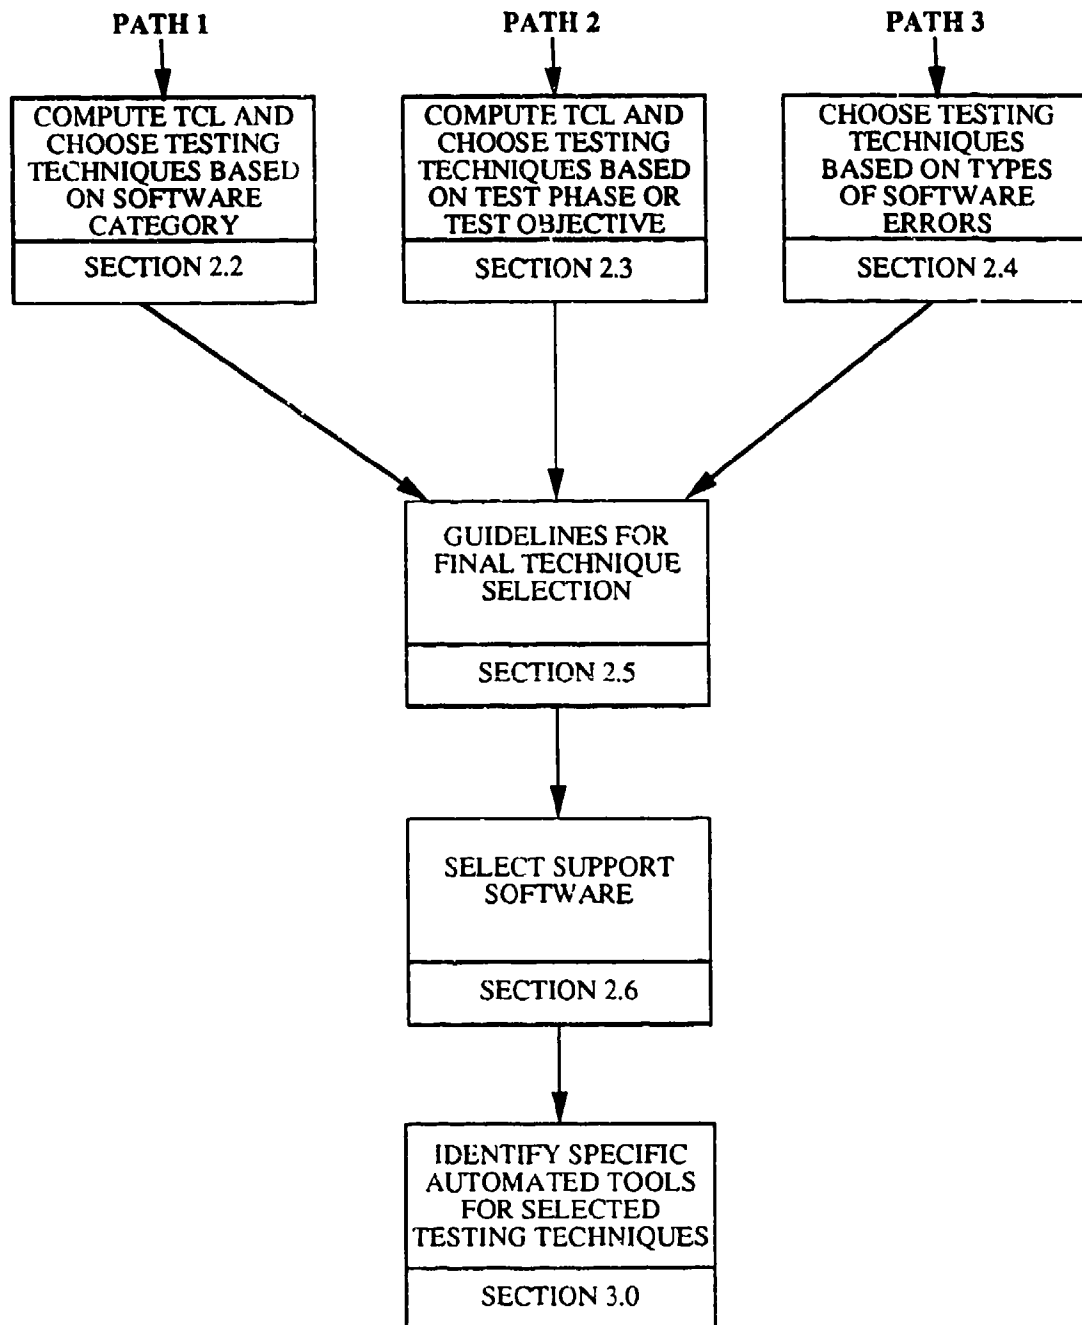 PATH 1
PATH 2
PATH 3
COMPUTE TCL AND
CHOOSE TESTING
TECHNIQUES BASED
ON SOFTWARE
CATEGORY
SECTION 2.2
COMPUTE TCL AND
CHOOSE TESTING
TECHNIQUES BASED
ON TEST PHASE OR
TEST OBJECTIVE
SECTION 2.3
CHOOSE TESTING
TECHNIQUES
BASED ON TYPES
OF SOFTWARE
ERRORS
SECTION 2.4
GUIDELINES FOR
FINAL TECHNIQUE
SELECTION
SECTION 2.5
SELECT SUPPORT
SOFTWARE
SECTION 2.6
IDENTIFY SPECIFIC
AUTOMATED TOOLS
FOR SELECTED
TESTING TECHNIQUES
SECTION 3.0